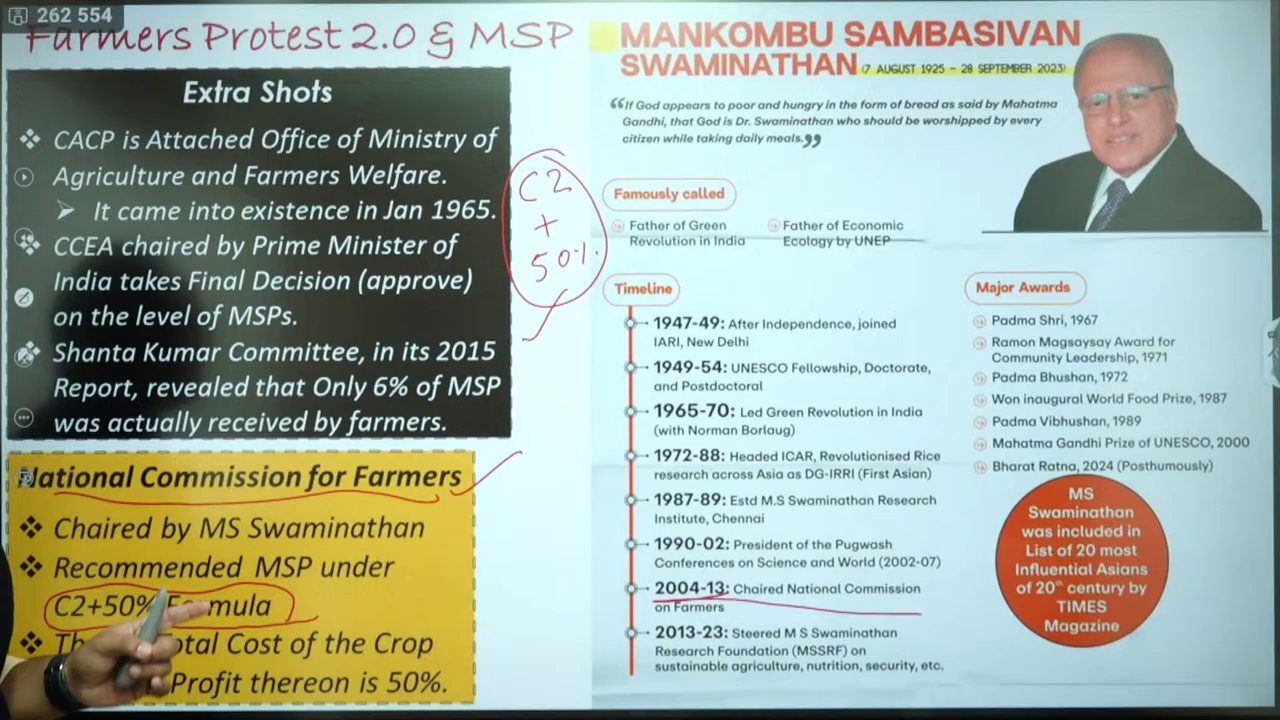 262 554
Farmers Protest 2.0 & MSP
Extra Shots
CACP is Attached Office of Ministry of
Agriculture and Farmers Welfare.
It came into existence in Jan 1965.
CCEA chaired by Prime Minister of
India takes Final Decision (approve)
on the level of MSPs.
Shanta Kumar Committee, in its 2015
Report, revealed that Only 6% of MSP
was actually received by farmers.
C2
+
50%.
National Commission for Farmers
Chaired by MS Swaminathan
Recommended MSP under
C2+50% Formula
otal Cost of the Crop
Profit thereon is 50%.
MANKOMBU SAMBASIVAN
SWAMINATHAN (7 AUGUST 1925 – 28 SEPTEMBER 2023)
“If God appears to poor and hungry in the form of bread as said by Mahatma
Gandhi, that God is Dr. Swaminathan who should be worshipped by every
citizen while taking daily meals.”
Famously called
Father of Green
Revolution in India
Father of Economic
Ecology by UNEP
Timeline
1947-49: After Independence, joined
IARI, New Delhi
1949-54: UNESCO Fellowship, Doctorate,
and Postdoctoral
1965-70: Led Green Revolution in India
(with Norman Borlaug)
1972-88: Headed ICAR, Revolutionised Rice
research across Asia as DG-IRRI (First Asian)
1987-89: Estd M.S Swaminathan Research
Institute, Chennai
1990-02: President of the Pugwash
Conferences on Science and World (2002-07)
2004-13: Chaired National Commission
on Farmers
2013-23: Steered M S Swaminathan
Research Foundation (MSSRF) on
sustainable agriculture, nutrition, security, etc.
Major Awards
Padma Shri, 1967
Ramon Magsaysay Award for
Community Leadership, 1971
Padma Bhushan, 1972
Won inaugural World Food Prize, 1987
Padma Vibhushan, 1989
Mahatma Gandhi Prize of UNESCO, 2000
Bharat Ratna, 2024 (Posthumously)
MS
Swaminathan
was included in
List of 20 most
Influential Asians
of 20th century by
TIMES
Magazine